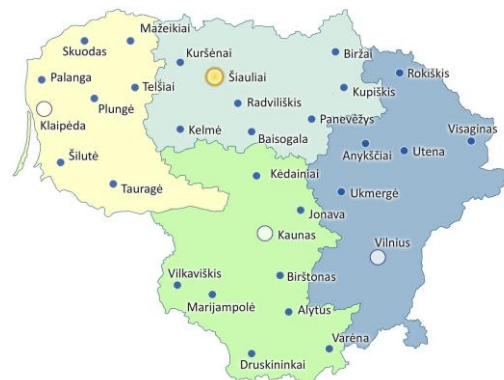 Mažeikiai
Skuodas
Kuršėnai
Biržai
Rokiškis
Palanga
Telšiai
Šiauliai
Plungė
Radviliškis
Kupiškis
Klaipėda
Panevėžys
Visaginas
Kelmė
Baisogala
Anykščiai
Utena
Šilutė
Kėdainiai
Tauragė
Ukmergė
Jonava
Kaunas
Vilnius
Vilkaviškis
Birštonas
Marijampolė
Alytus
Varėna
Druskininkai